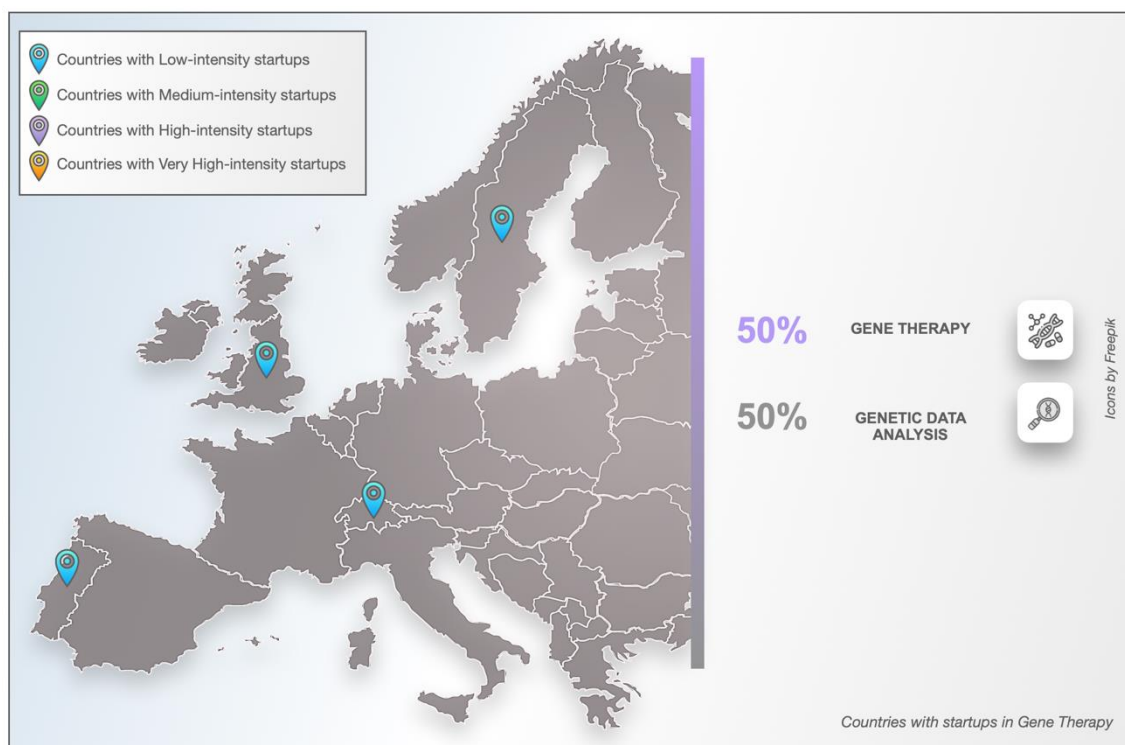 Countries with Low-intensity startups
Countries with Medium-intensity startups
Countries with High-intensity startups
Countries with Very High-intensity startups
50%
GENE THERAPY
50%
GENETIC DATA
ANALYSIS
Icons by Freepik
Countries with startups in Gene Therapy